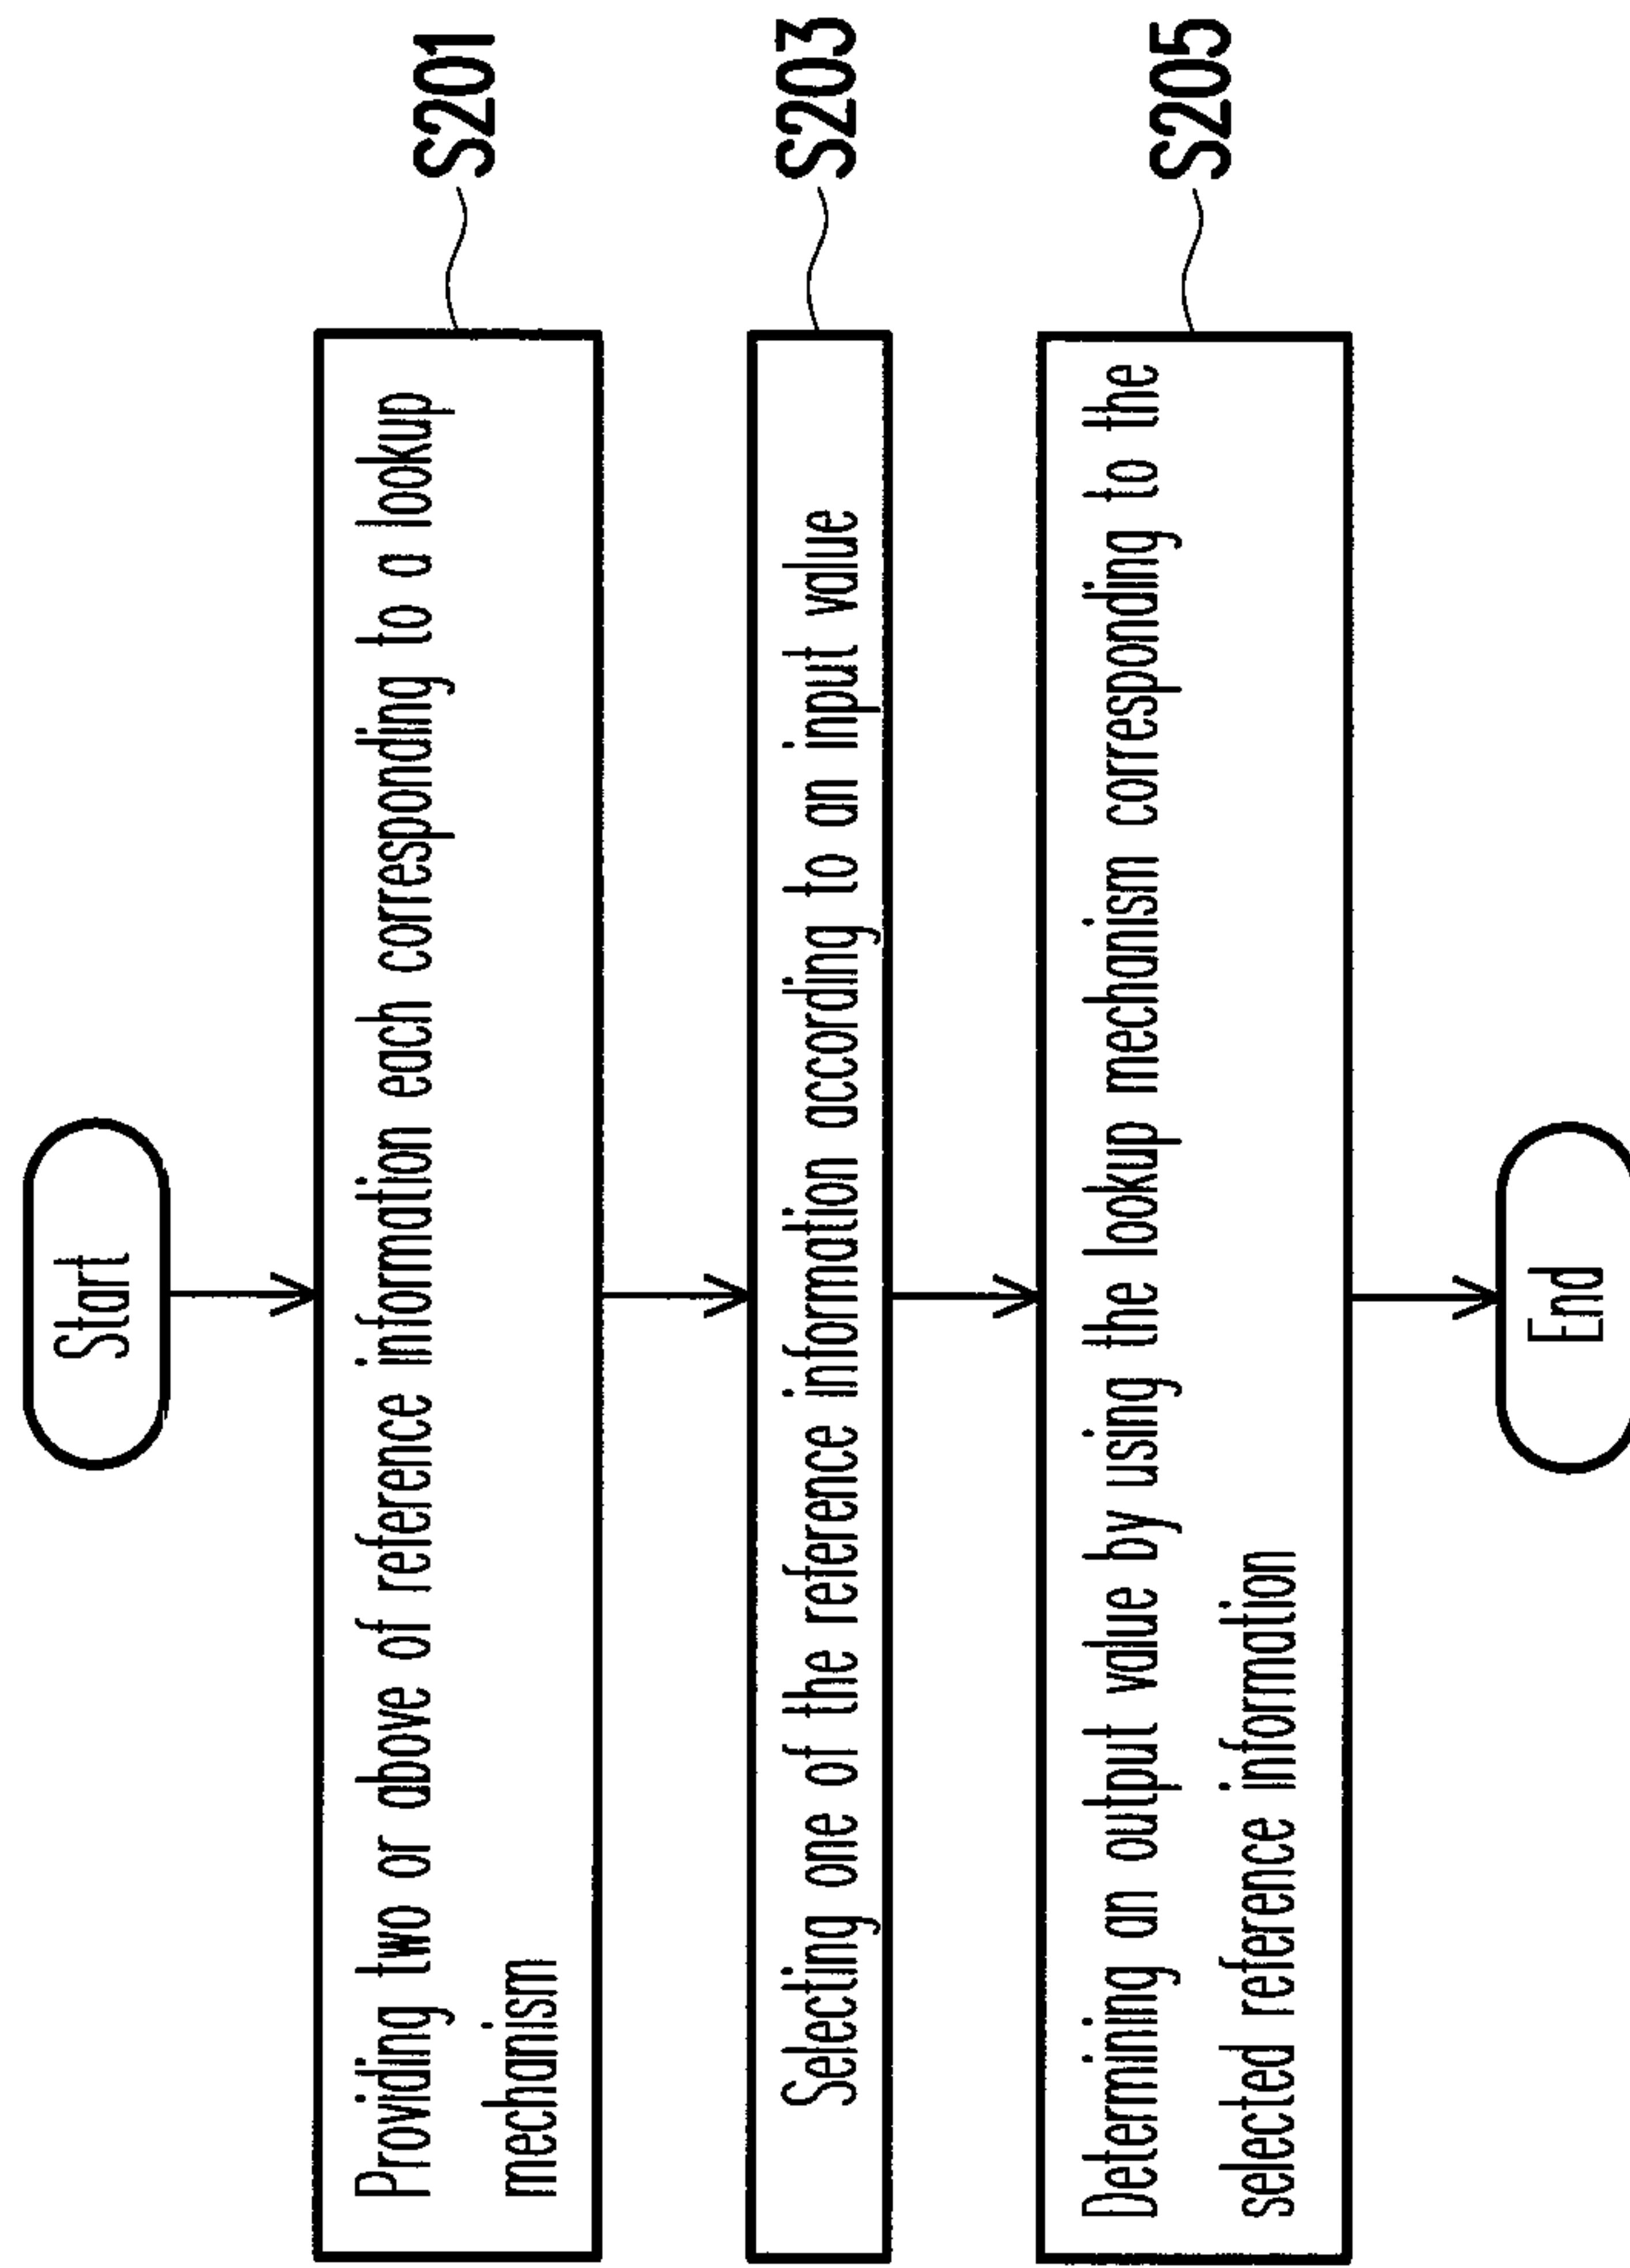 Start
Providing two or above of reference information each corresponding to a lookup
mechanism
S201
Selecting one of the reference information according to an input value
S203
Determining an output value by using the lookup mechanism corresponding to the
selected reference information
S205
End